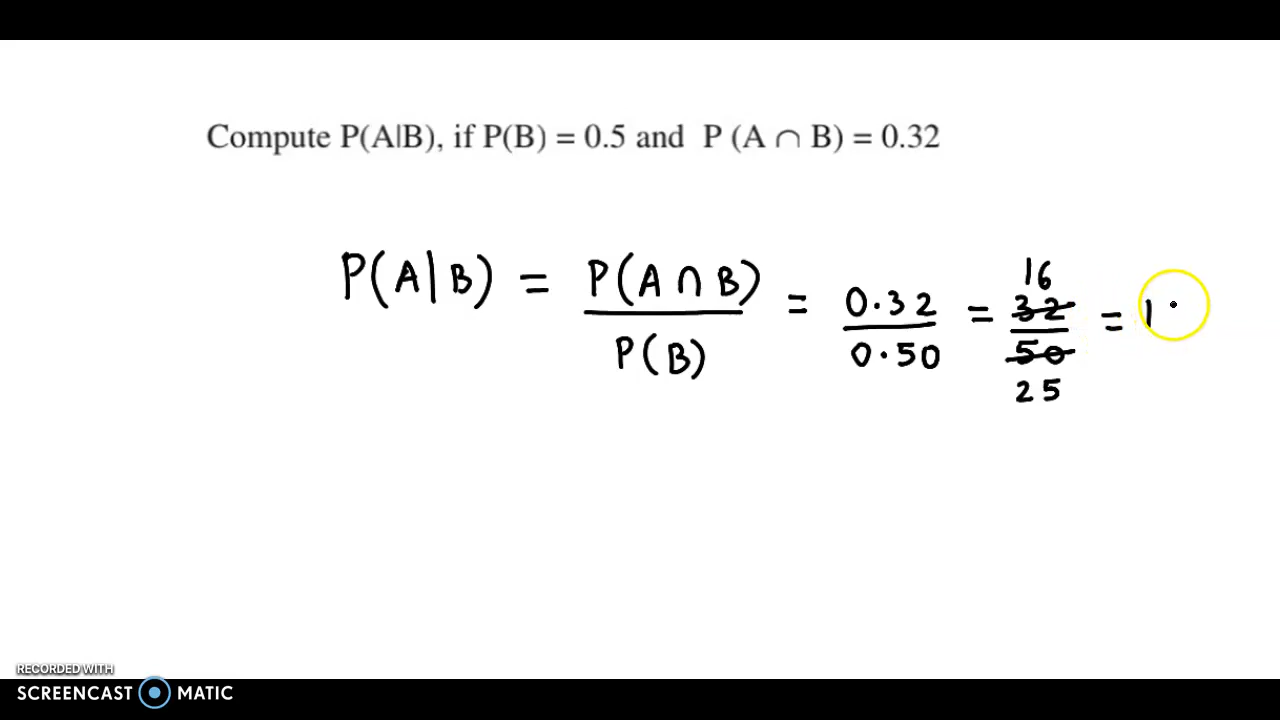 Compute P(A|B), if P(B) = 0.5 and P (A ∩ B) = 0.32
P(A|B) = P(A ∩ B) / P(B) = 0.32 / 0.50 = 32 / 50 = 1
16
25
RECORDED WITH
SCREENCAST MATIC